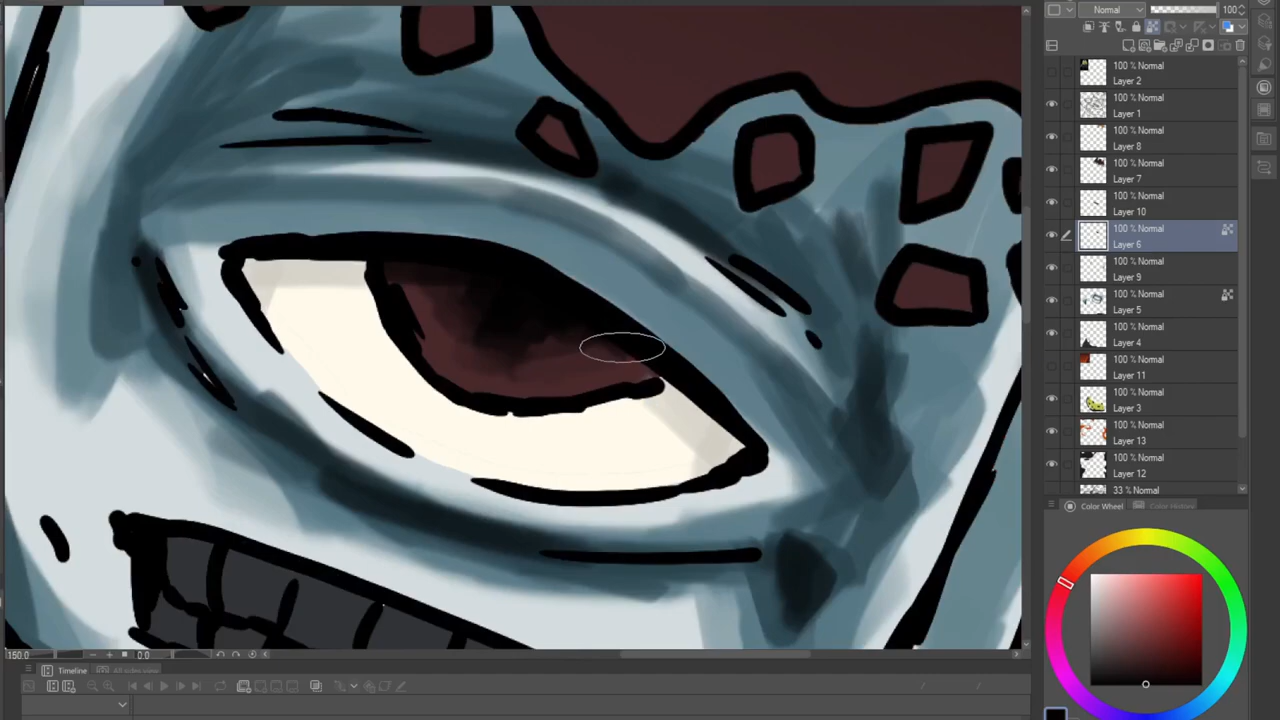 Normal
100
100 % Normal
Layer 2
100 % Normal
Layer 1
100 % Normal
Layer 8
100 % Normal
Layer 7
100 % Normal
Layer 10
100 % Normal
Layer 6
100 % Normal
Layer 9
100 % Normal
Layer 5
100 % Normal
Layer 4
100 % Normal
Layer 11
100 % Normal
Layer 3
100 % Normal
Layer 13
100 % Normal
Layer 12
33 % Normal
Color Wheel
Color History
150.0
0.0
Timeline
All sides view